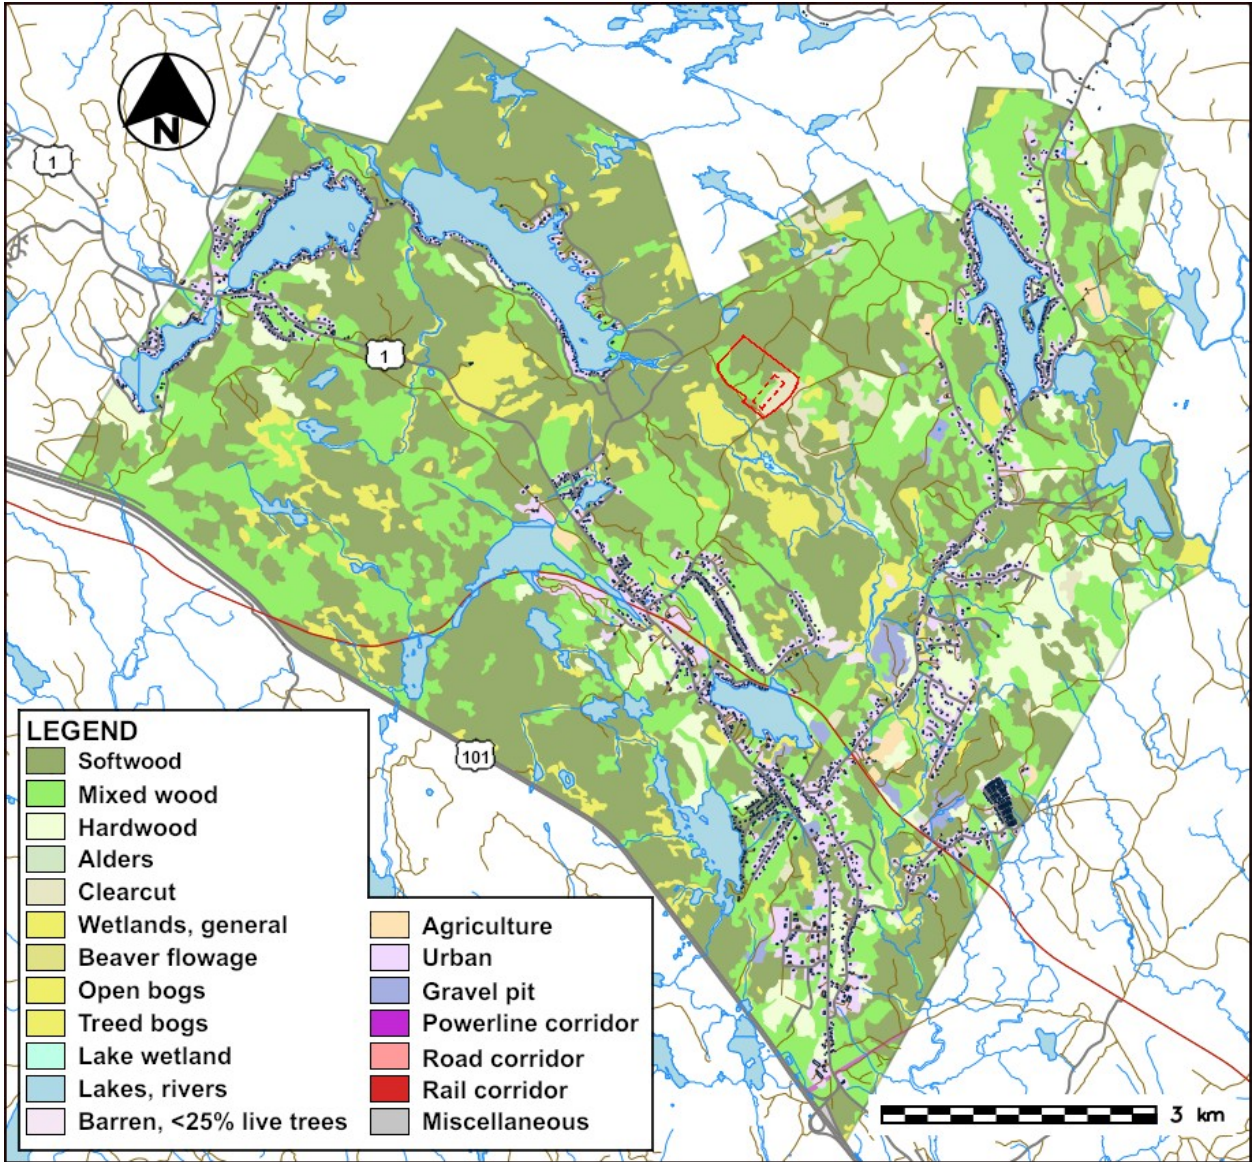 N
1
1
101
LEGEND
Softwood
Mixed wood
Hardwood
Alders
Clearcut
Wetlands, general
Beaver flowage
Open bogs
Treed bogs
Lake wetland
Lakes, rivers
Barren, <25% live trees
Agriculture
Urban
Gravel pit
Powerline corridor
Road corridor
Rail corridor
Miscellaneous
3 km